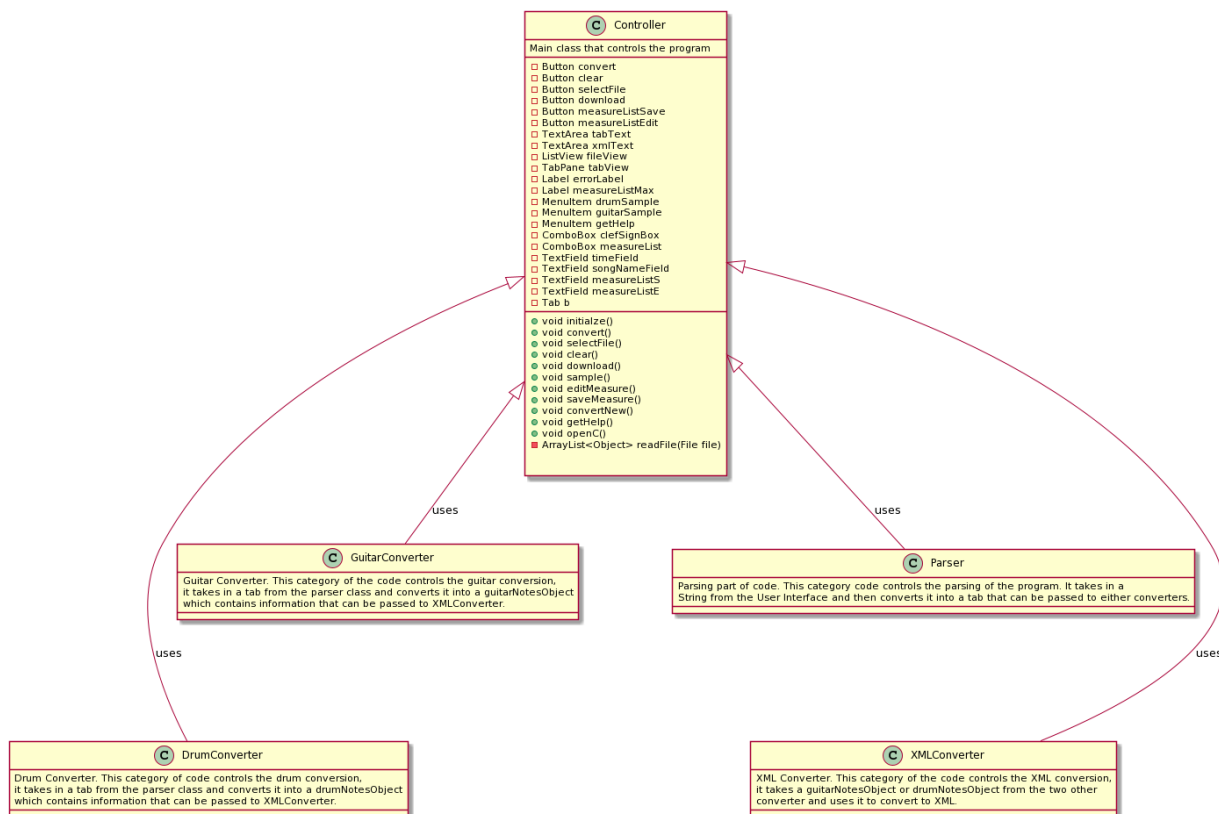 C Controller
Main class that controls the program
Button convert
Button clear
Button selectFile
Button download
Button measureListSave
Button measureListEdit
TextArea tabText
TextArea xmlText
ListView fileView
TabPane tabView
Label errorLabel
Label measureListMax
MenuItem drumSample
MenuItem guitarSample
MenuItem getHelp
ComboBox clefSignBox
ComboBox measureList
TextField timeField
TextField songNameField
TextField measureListS
TextField measureListE
Tab b
void initialze()
void convert()
void selectFile()
void clear()
void download()
void sample()
void editMeasure()
void saveMeasure()
void convertNew()
void getHelp()
void openC()
ArrayList<Object> readFile(File file)
uses
uses
C GuitarConverter
Guitar Converter. This category of the code controls the guitar conversion,
it takes in a tab from the parser class and converts it into a guitarNotesObject
which contains information that can be passed to XMLConverter.
C Parser
Parsing part of code. This category code controls the parsing of the program. It takes in a
String from the User Interface and then converts it into a tab that can be passed to either converters.
uses
uses
C DrumConverter
Drum Converter. This category of code controls the drum conversion,
it takes in a tab from the parser class and converts it into a drumNotesObject
which contains information that can be passed to XMLConverter.
C XMLConverter
XML Converter. This category of the code controls the XML conversion,
it takes a guitarNotesObject or drumNotesObject from the two other
converter and uses it to convert to XML.